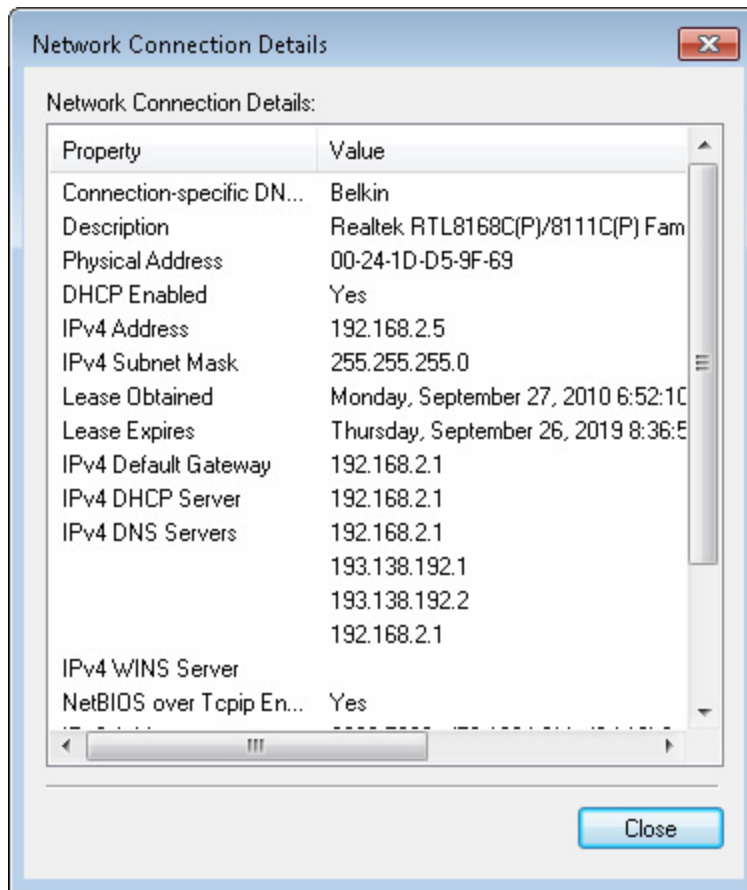 Network Connection Details
Network Connection Details:
Property Value
Connection-specific DN... Belkin
Description Realtek RTL8168C(P)/8111C(P) Fam
Physical Address 00-24-1D-D5-9F-69
DHCP Enabled Yes
IPv4 Address 192.168.2.5
IPv4 Subnet Mask 255.255.255.0
Lease Obtained Monday, September 27, 2010 6:52:10
Lease Expires Thursday, September 26, 2019 8:36:5
IPv4 Default Gateway 192.168.2.1
IPv4 DHCP Server 192.168.2.1
IPv4 DNS Servers 192.168.2.1
193.138.192.1
193.138.192.2
192.168.2.1
IPv4 WINS Server
NetBIOS over Tcpip En... Yes
Close